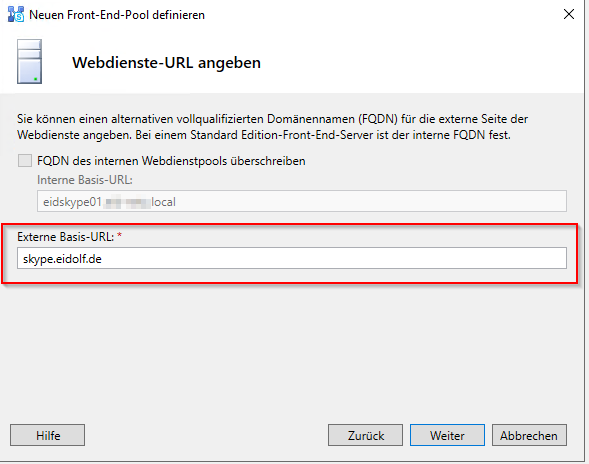 Neuen Front-End-Pool definieren
Webdienste-URL angeben
Sie können einen alternativen vollqualifizierten Domänennamen (FQDN) für die externe Seite der
Webdienste angeben. Bei einem Standard Edition-Front-End-Server ist der interne FQDN fest.
FQDN des internen Webdienstpools überschreiben
Interne Basis-URL:
eidskype01. .local
Externe Basis-URL: *
skype.eidolf.de
Hilfe
Zurück
Weiter
Abbrechen